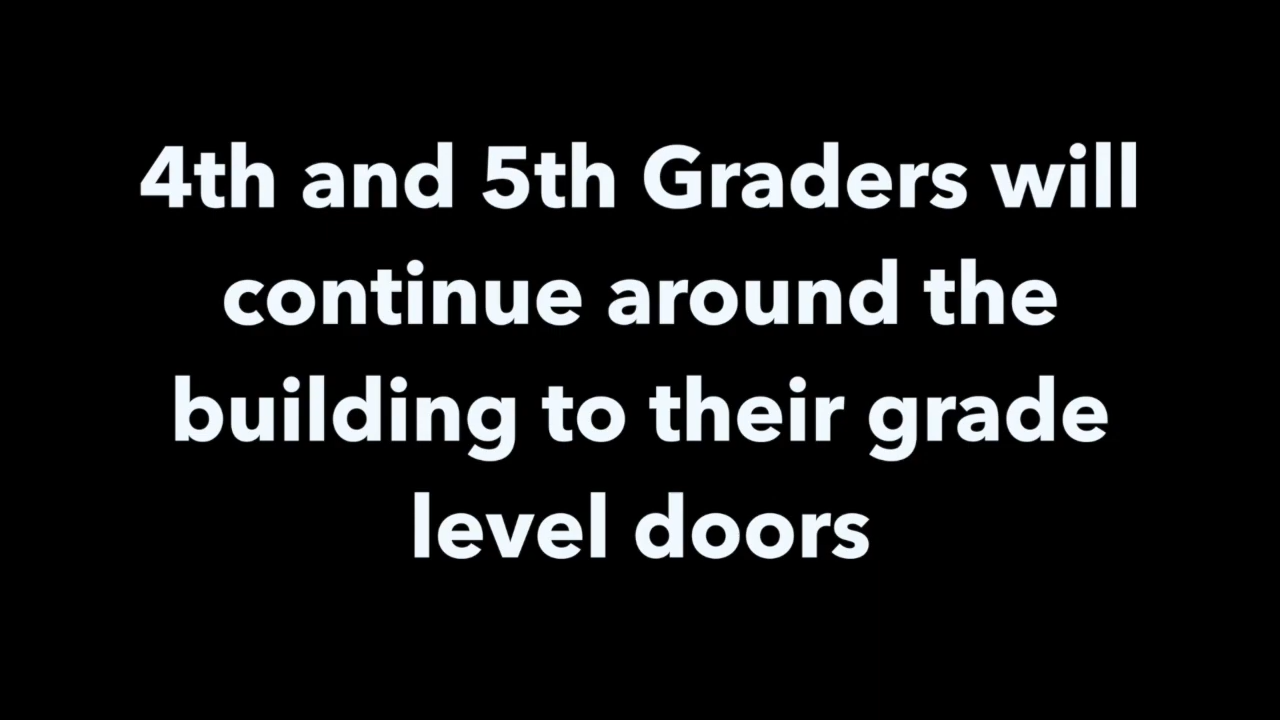 4th and 5th Graders will
continue around the
building to their grade
level doors